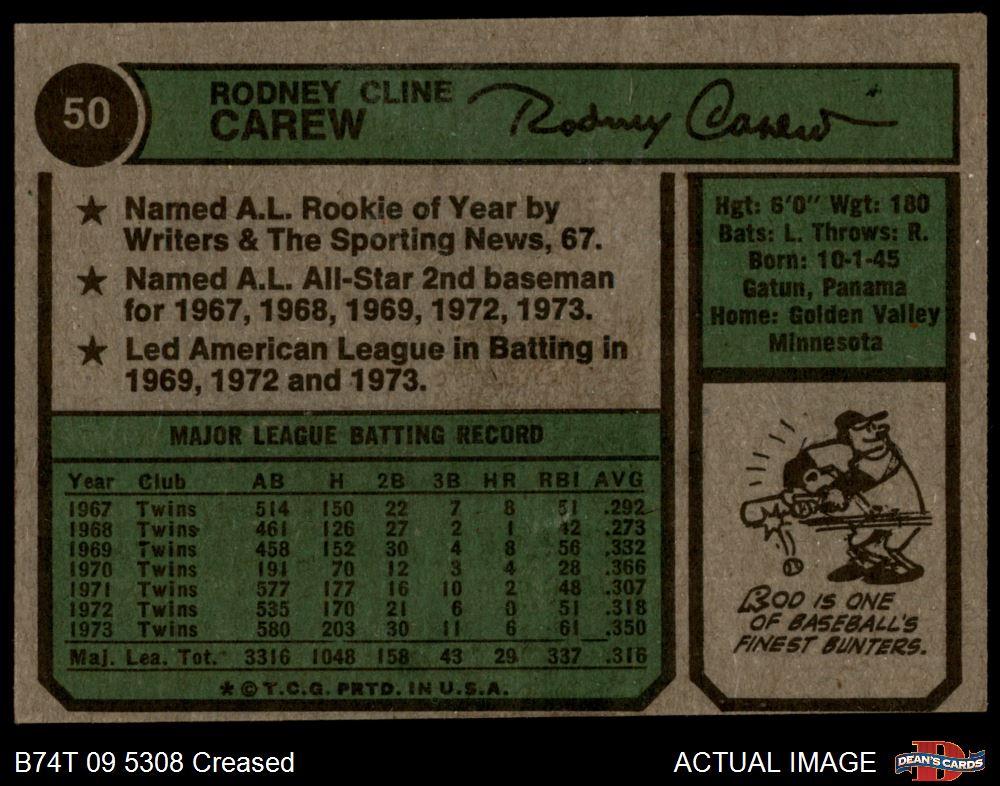 50
RODNEY CLINE
CAREW
Rodney Carew
★ Named A.L. Rookie of Year by
Writers & The Sporting News, 67.
★ Named A.L. All-Star 2nd baseman
for 1967, 1968, 1969, 1972, 1973.
★ Led American League in Batting in
1969, 1972 and 1973.
Hgt: 6'0" Wgt: 180
Bats: L. Throws: R.
Born: 10-1-45
Gatun, Panama
Home: Golden Valley
Minnesota
MAJOR LEAGUE BATTING RECORD
Year Club AB H 2B 3B HR RBI AVG
1967 Twins 514 150 22 7 8 51 .292
1968 Twins 461 126 27 2 1 42 .273
1969 Twins 458 152 30 4 8 56 .332
1970 Twins 191 70 12 3 4 28 .366
1971 Twins 577 177 16 10 2 48 .307
1972 Twins 535 170 21 6 0 51 .318
1973 Twins 580 203 30 11 6 61 .350
Maj. Lea. Tot. 3316 1048 158 43 29 337 .316
* © T.C.G. PRTD. IN U.S.A.
ROD IS ONE
OF BASEBALL'S
FINEST BUNTERS.
B74T 09 5308 Creased
ACTUAL IMAGE
DEAN'S CARDS